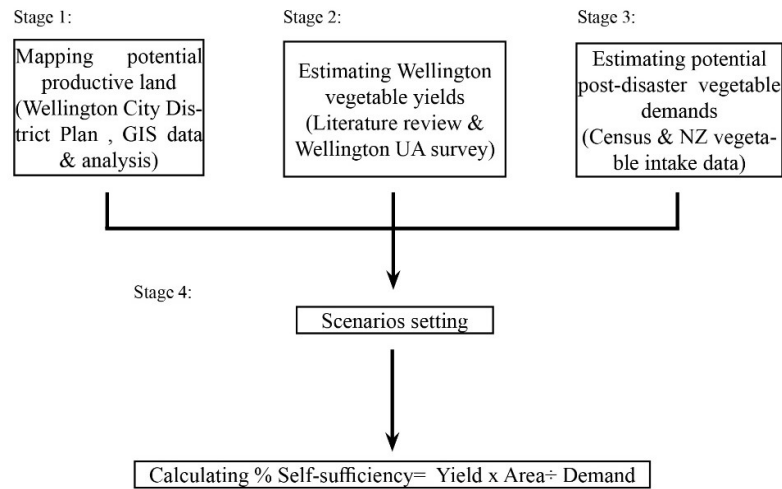 Stage 1:
Mapping potential
productive land
(Wellington City Dis-
trict Plan , GIS data
& analysis)
Stage 2:
Estimating Wellington
vegetable yields
(Literature review &
Wellington UA survey)
Stage 3:
Estimating potential
post-disaster vegetable
demands
(Census & NZ vegeta-
ble intake data)
Stage 4:
Scenarios setting
Calculating % Self-sufficiency= Yield x Area÷ Demand